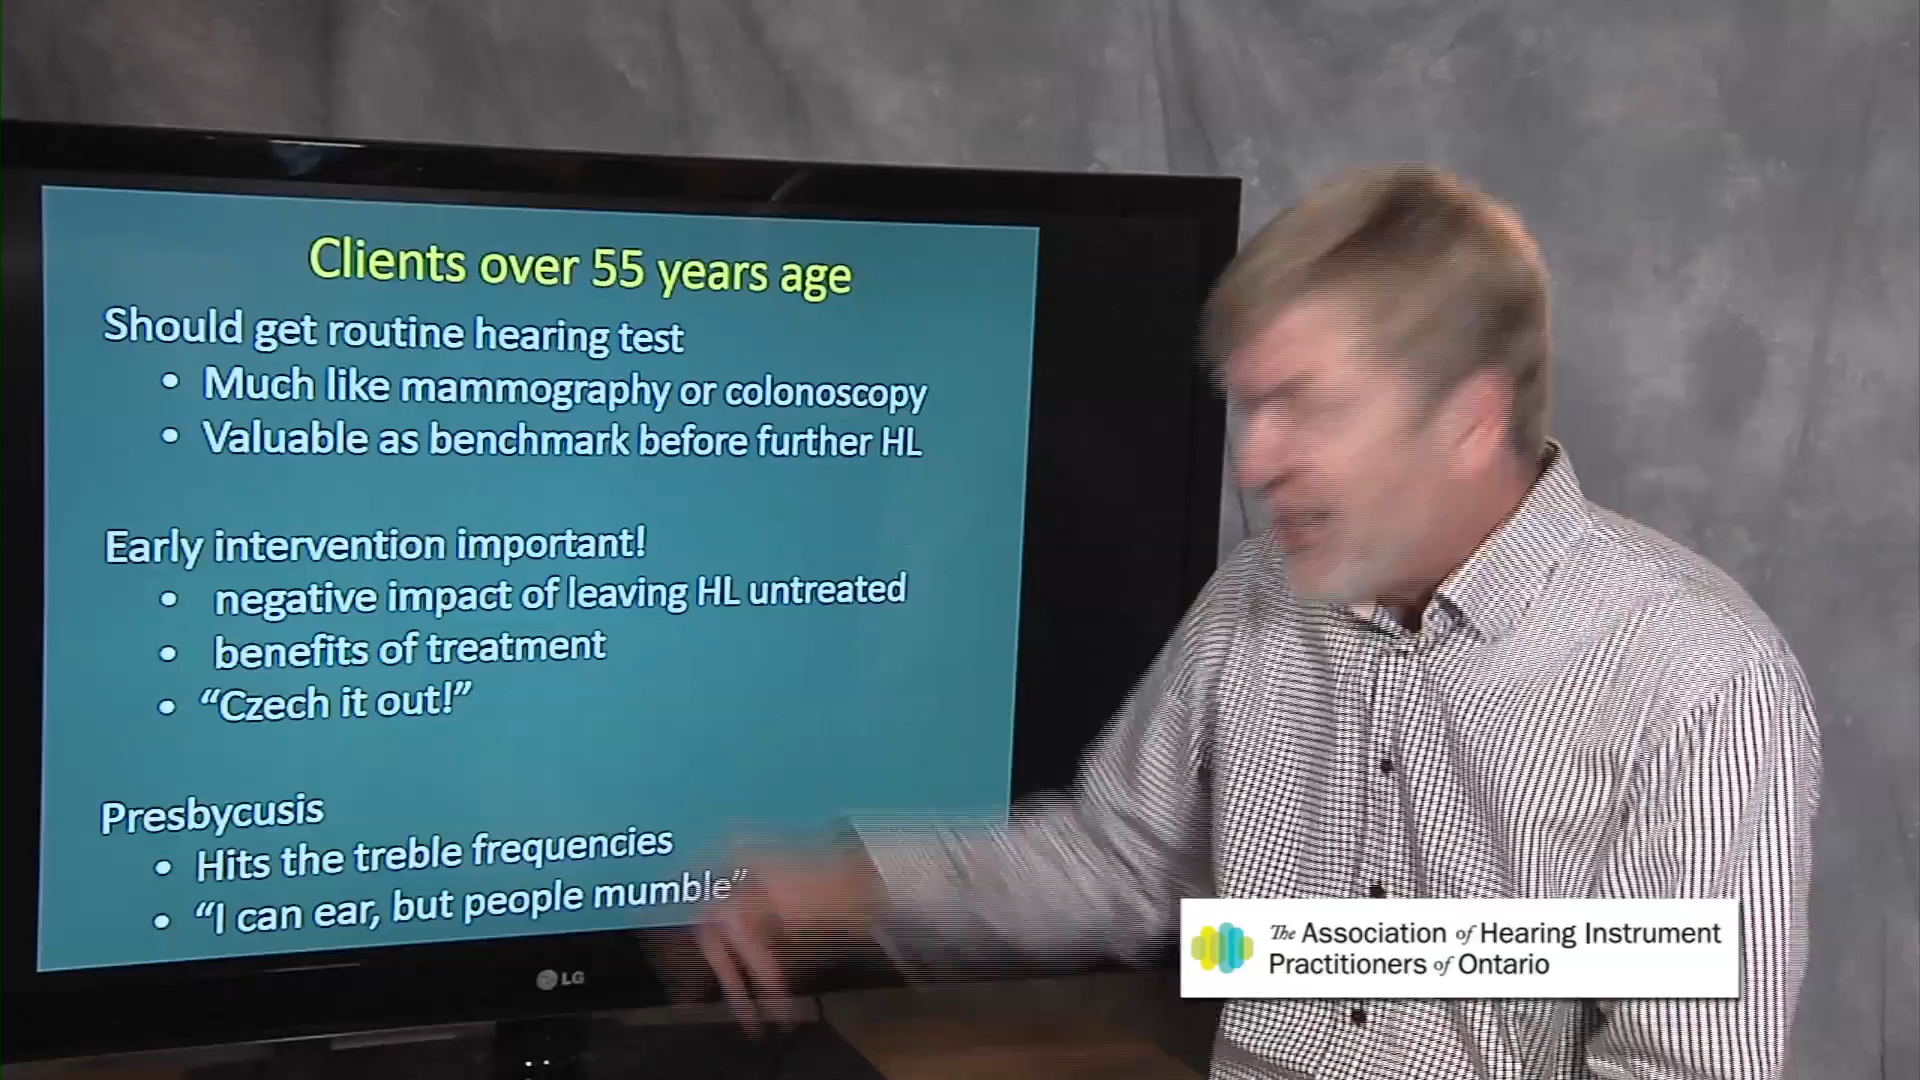 Clients over 55 years age
Should get routine hearing test
• Much like mammography or colonoscopy
• Valuable as benchmark before further HL
Early intervention important!
• negative impact of leaving HL untreated
• benefits of treatment
• “Czech it out!”
Presbycusis
• Hits the treble frequencies
• “I can ear, but people mumble”
LG
The Association of Hearing Instrument
Practitioners of Ontario